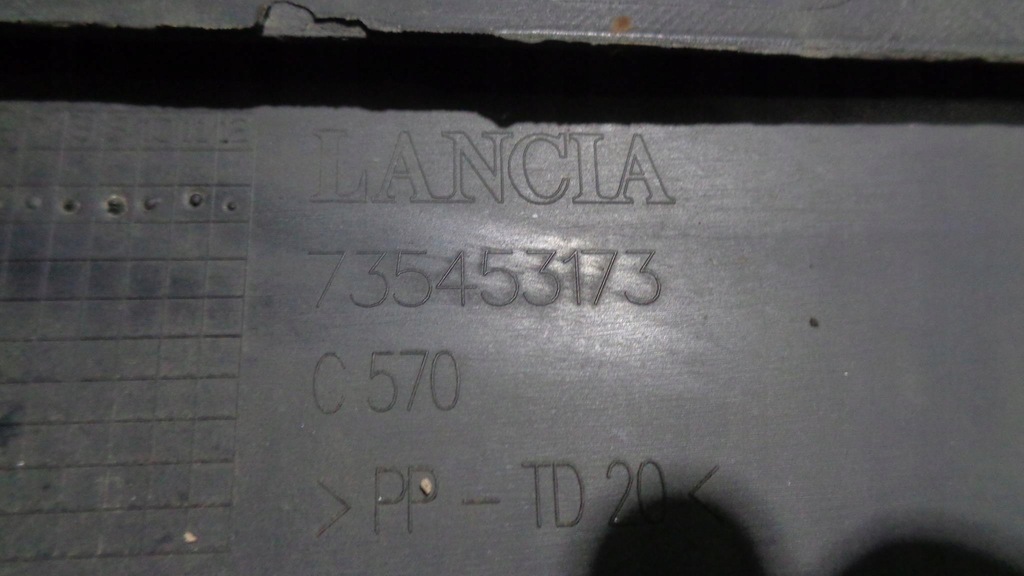 LANCIA
735453173
C 570
> PP - TD 20 <